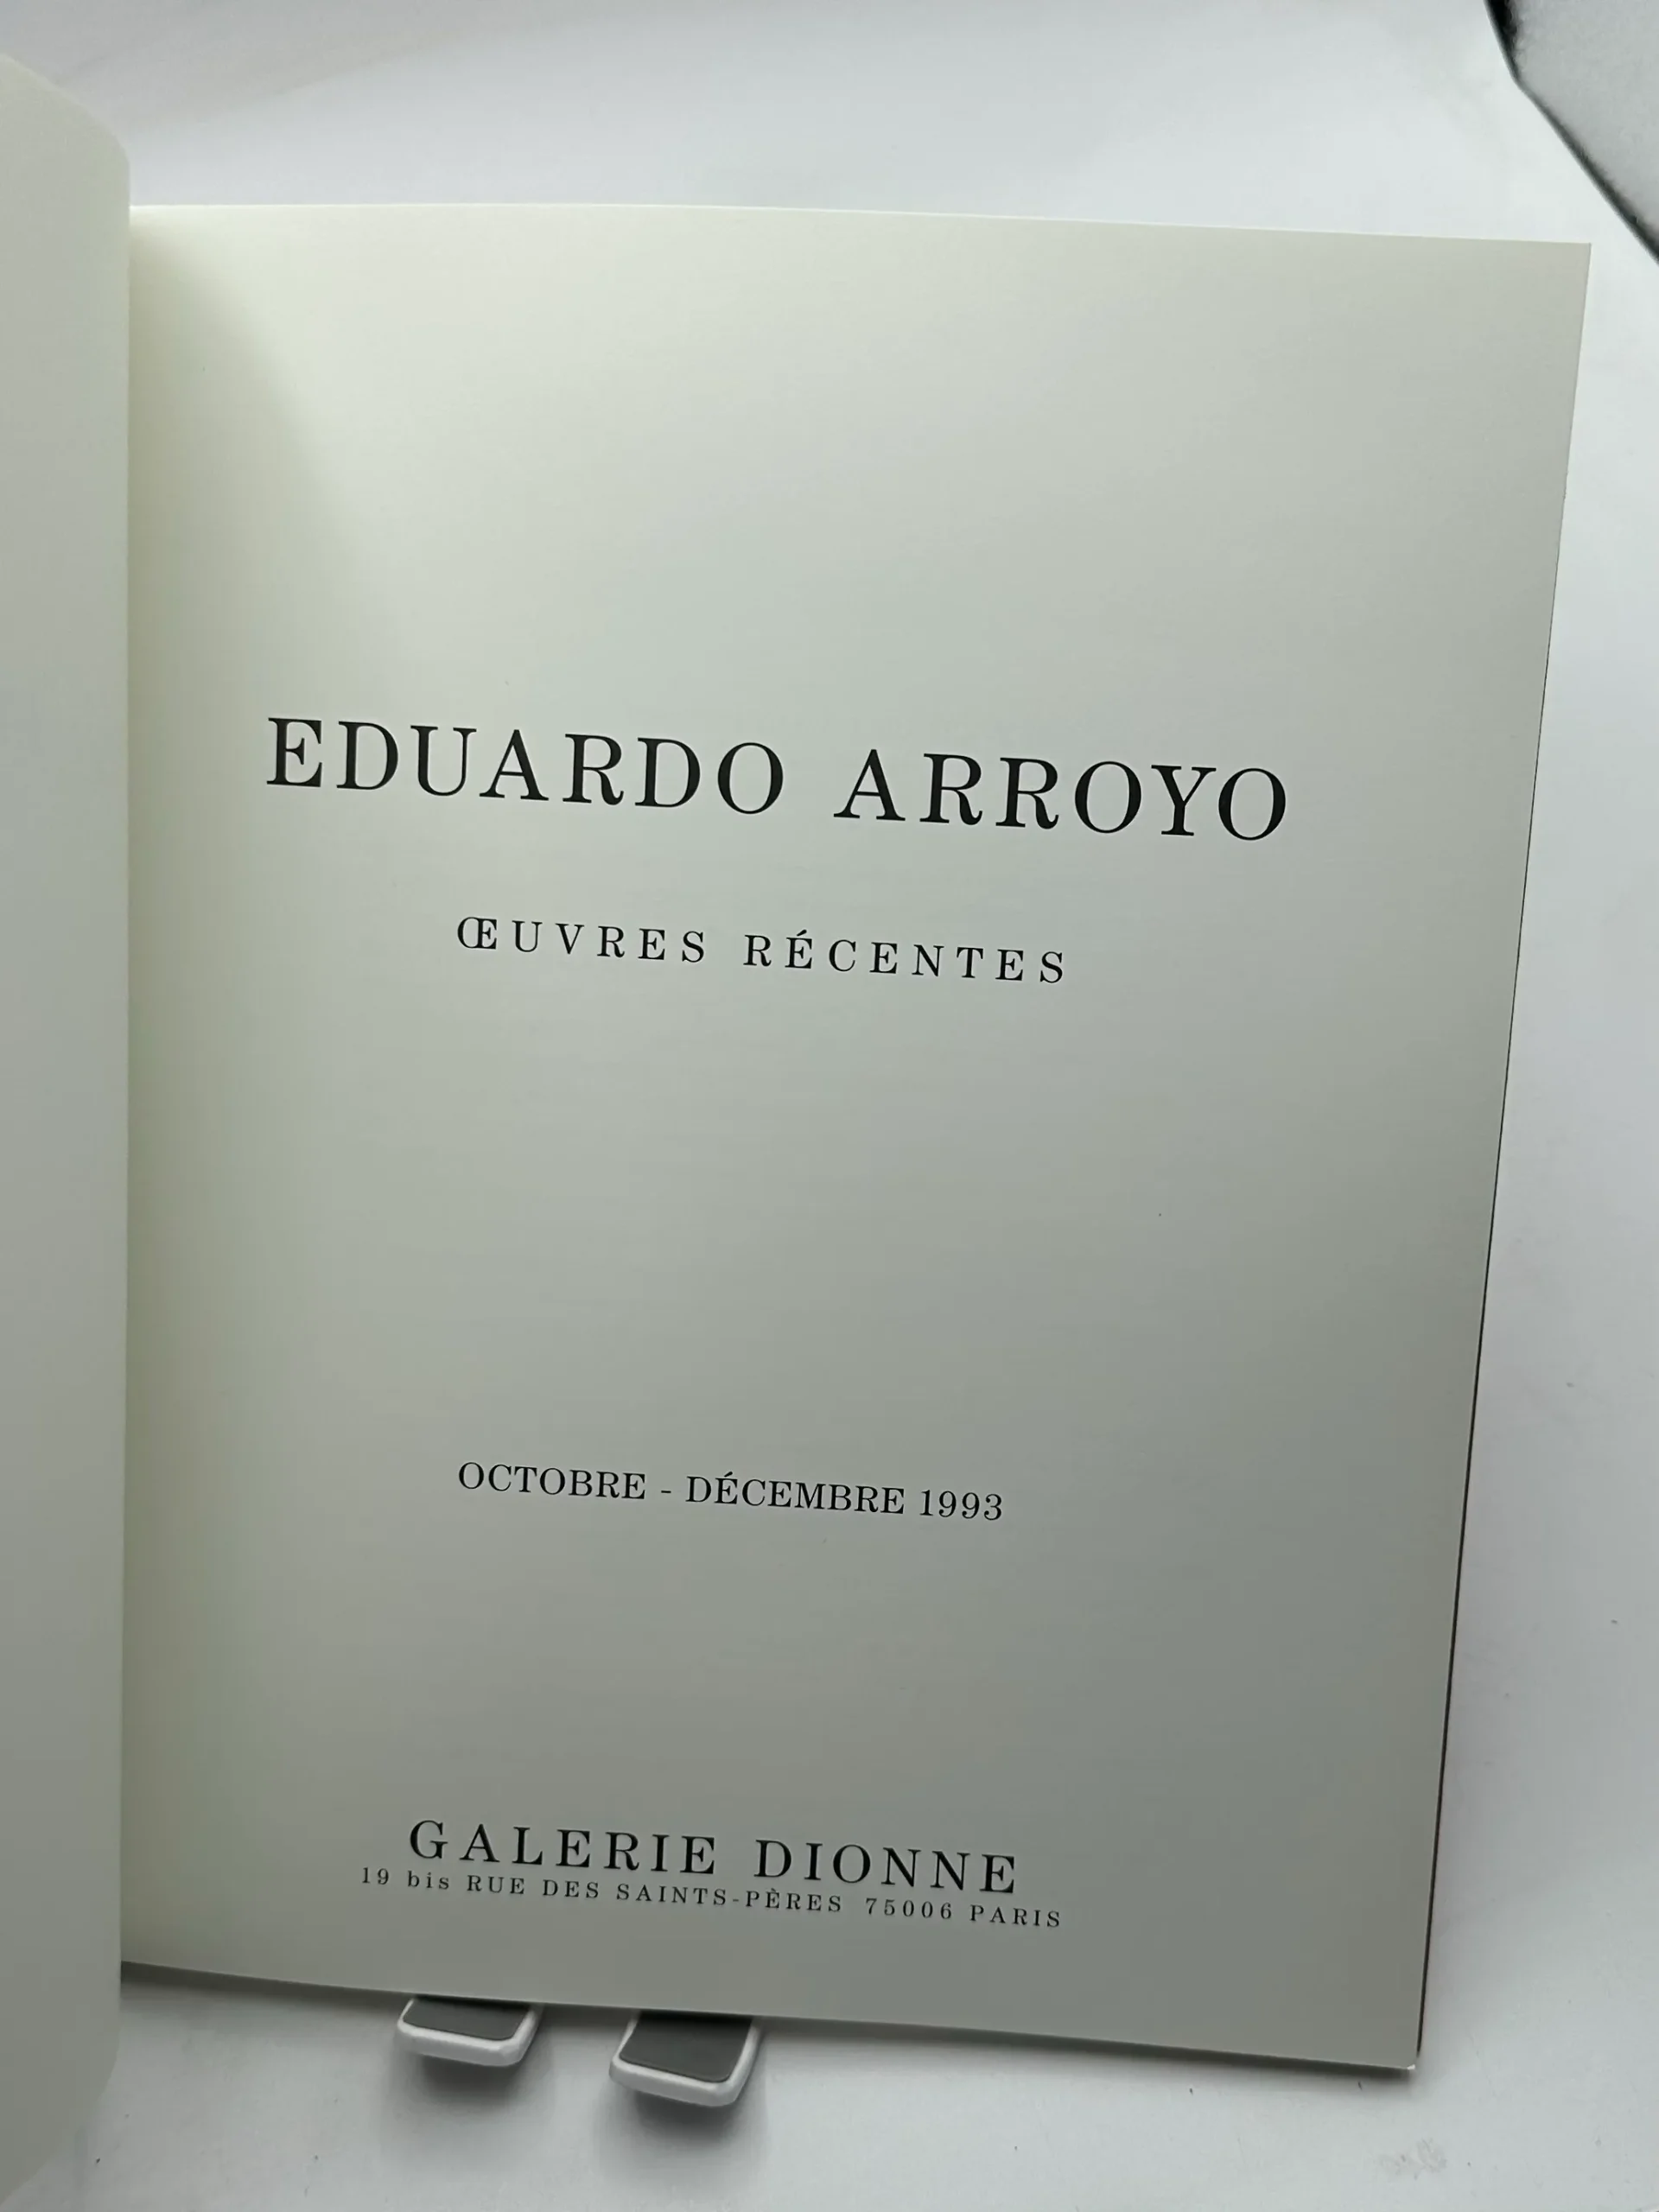 EDUARDO ARROYO
ŒUVRES RÉCENTES
OCTOBRE - DÉCEMBRE 1993
GALERIE DIONNE
19 bis RUE DES SAINTS-PÈRES 75006 PARIS